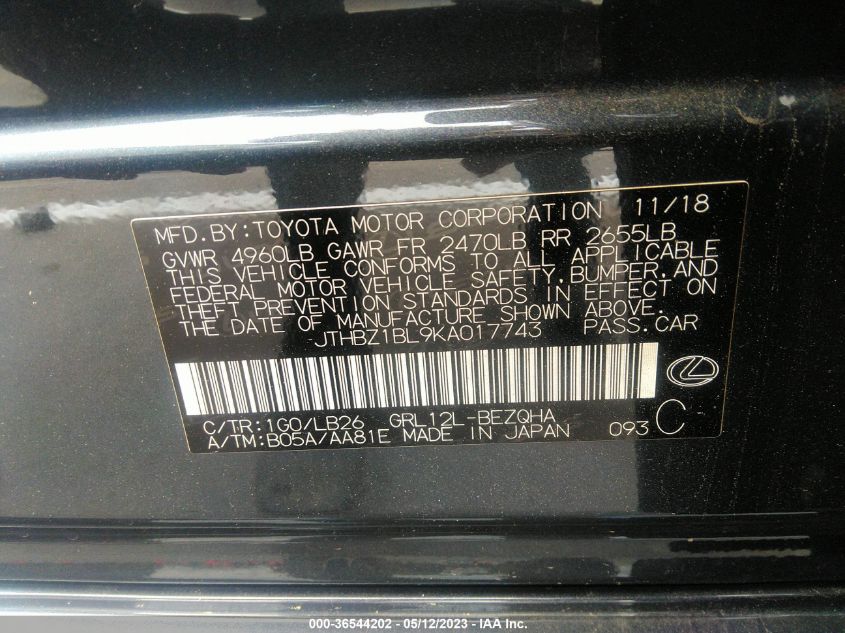 MFD.BY:TOYOTA MOTOR CORPORATION 11/18
GVWR 4960LB GAWR FR 2470LB RR 2655LB
THIS VEHICLE CONFORMS TO ALL APPLICABLE
FEDERAL MOTOR VEHICLE SAFETY,BUMPER,AND
THEFT PREVENTION STANDARDS IN EFFECT ON
THE DATE OF MANUFACTURE SHOWN ABOVE.
JTHBZ1BL9KA017743 PASS.CAR
C/TR:1G0/LB26 GRL12L-BEZQHA
A/TM:B05A/AA81E MADE IN JAPAN 093 C
000-36544202 - 05/12/2023 - IAA Inc.